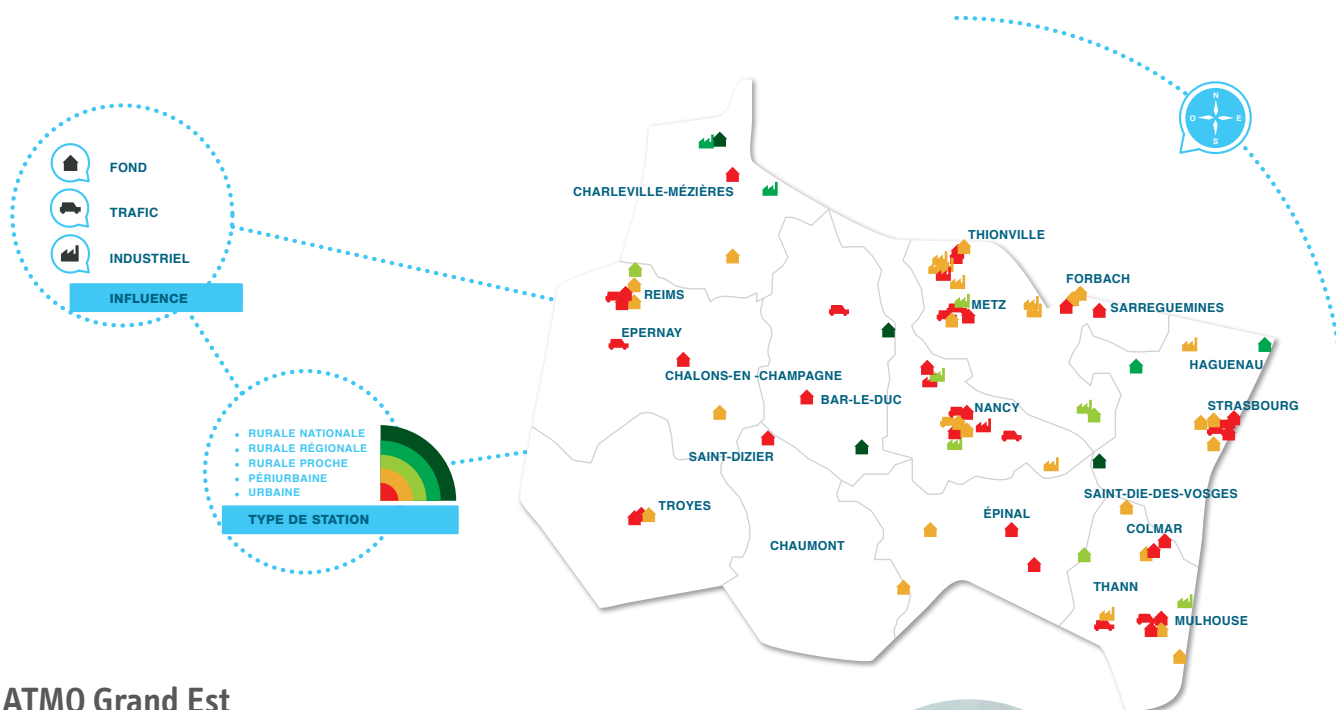 N
O
E
S
FOND
TRAFIC
INDUSTRIEL
INFLUENCE
RURALE NATIONALE
RURALE RÉGIONALE
RURALE PROCHE
PÉRIURBAINE
URBAINE
TYPE DE STATION
CHARLEVILLE-MÉZIÈRES
THIONVILLE
FORBACH
REIMS
METZ
SARREGUEMINES
EPERNAY
HAGUENAU
CHALONS-EN -CHAMPAGNE
BAR-LE-DUC
NANCY
STRASBOURG
SAINT-DIZIER
SAINT-DIE-DES-VOSGES
TROYES
ÉPINAL
COLMAR
CHAUMONT
THANN
MULHOUSE
ATMO Grand Est